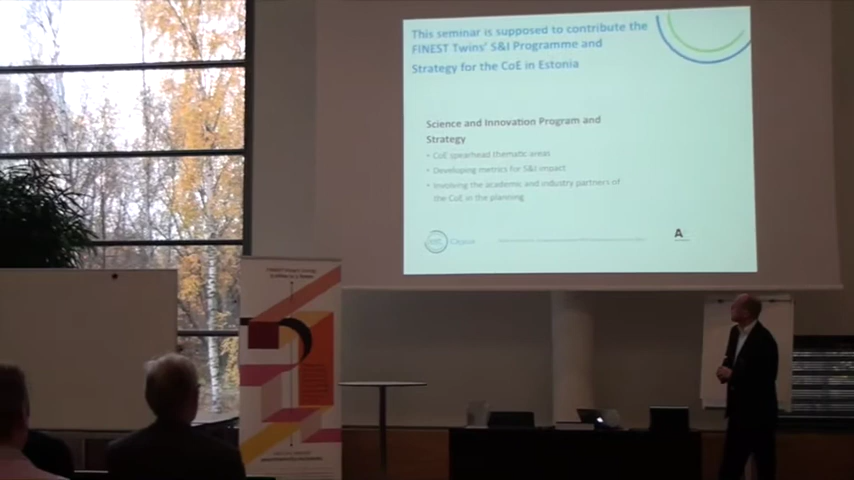 This seminar is supposed to contribute the
FINEST Twins' S&I Programme and
Strategy for the CoE in Estonia
Science and Innovation Program and
Strategy
• CoE spearhead thematic areas
• Developing metrics for S&I impact
• Involving the academic and industry partners of
the CoE in the planning
A